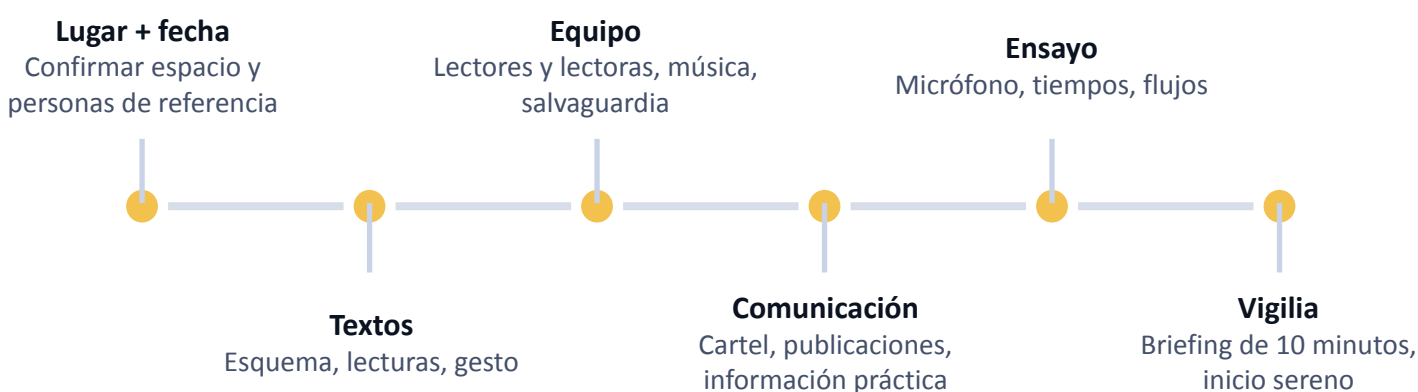 Lugar + fecha
Confirmar espacio y
personas de referencia
Textos
Esquema, lecturas, gesto
Equipo
Lectores y lectoras, música,
salvaguardia
Comunicación
Cartel, publicaciones,
información práctica
Ensayo
Micrófono, tiempos, flujos
Vigilia
Briefing de 10 minutos,
inicio sereno